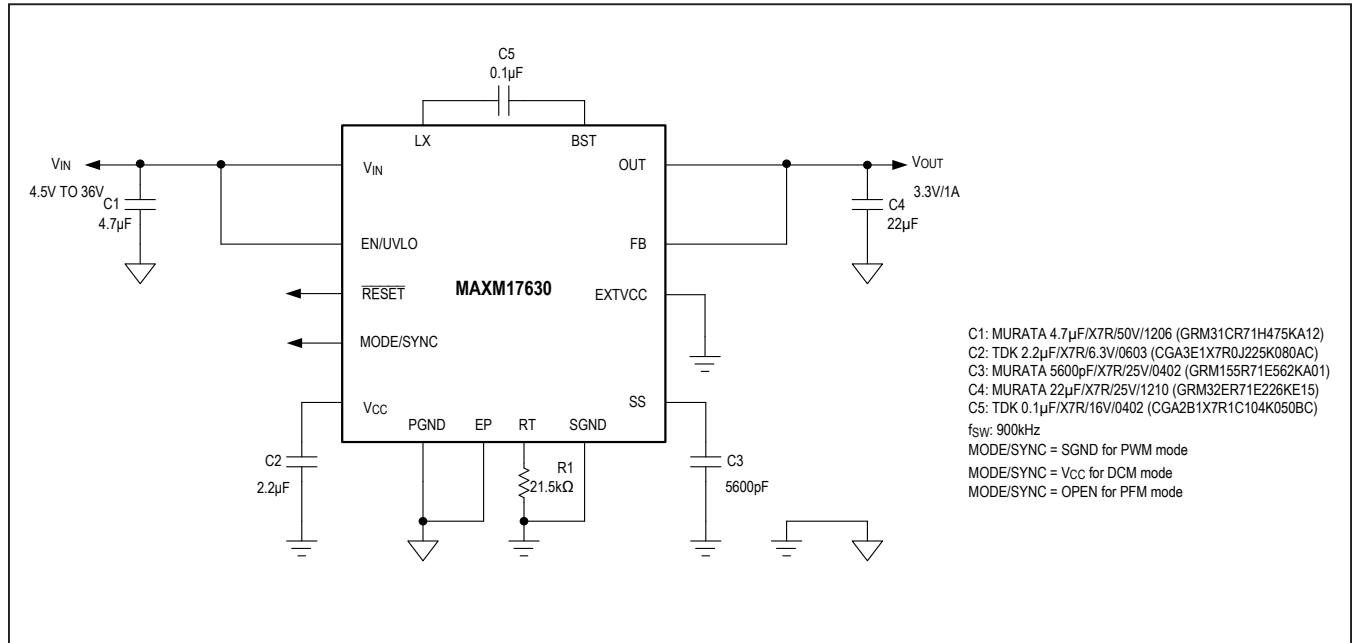 C5
0.1µF
LX
BST
VIN
4.5V TO 36V
C1
4.7µF
VIN
OUT
VOUT
3.3V/1A
C4
22µF
EN/UVLO
FB
RESET
MAXM17630
EXTVCC
MODE/SYNC
VCC
SS
PGND
EP
RT
SGND
C2
2.2µF
R1
21.5kΩ
C3
5600pF
C1: MURATA 4.7µF/X7R/50V/1206 (GRM31CR71H475KA12)
C2: TDK 2.2µF/X7R/6.3V/0603 (CGA3E1X7R0J225K080AC)
C3: MURATA 5600pF/X7R/25V/0402 (GRM155R71E562KA01)
C4: MURATA 22µF/X7R/25V/1210 (GRM32ER71E226KE15)
C5: TDK 0.1µF/X7R/16V/0402 (CGA2B1X7R1C104K050BC)
fSW: 900kHz
MODE/SYNC = SGND for PWM mode
MODE/SYNC = VCC for DCM mode
MODE/SYNC = OPEN for PFM mode